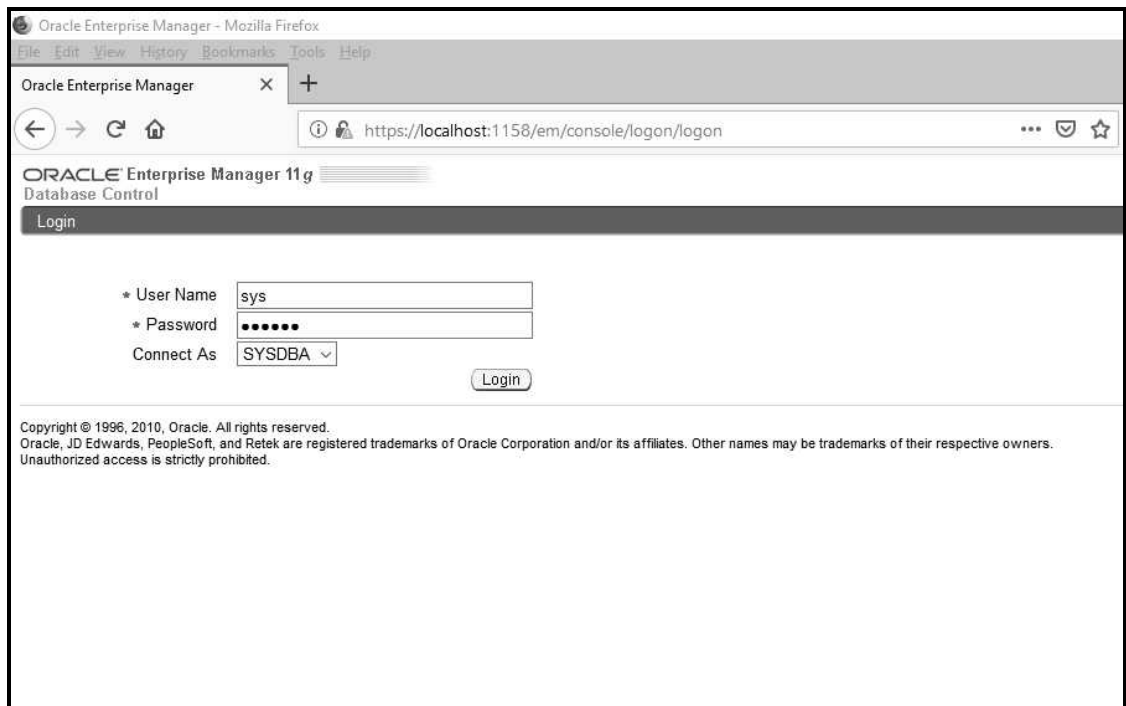 Oracle Enterprise Manager - Mozilla Firefox
File Edit View History Bookmarks Tools Help
Oracle Enterprise Manager
https://localhost:1158/em/console/logon/logon
ORACLE Enterprise Manager 11g
Database Control
Login
* User Name sys
* Password ••••••
Connect As SYSDBA
Login
Copyright © 1996, 2010, Oracle. All rights reserved.
Oracle, JD Edwards, PeopleSoft, and Retek are registered trademarks of Oracle Corporation and/or its affiliates. Other names may be trademarks of their respective owners.
Unauthorized access is strictly prohibited.